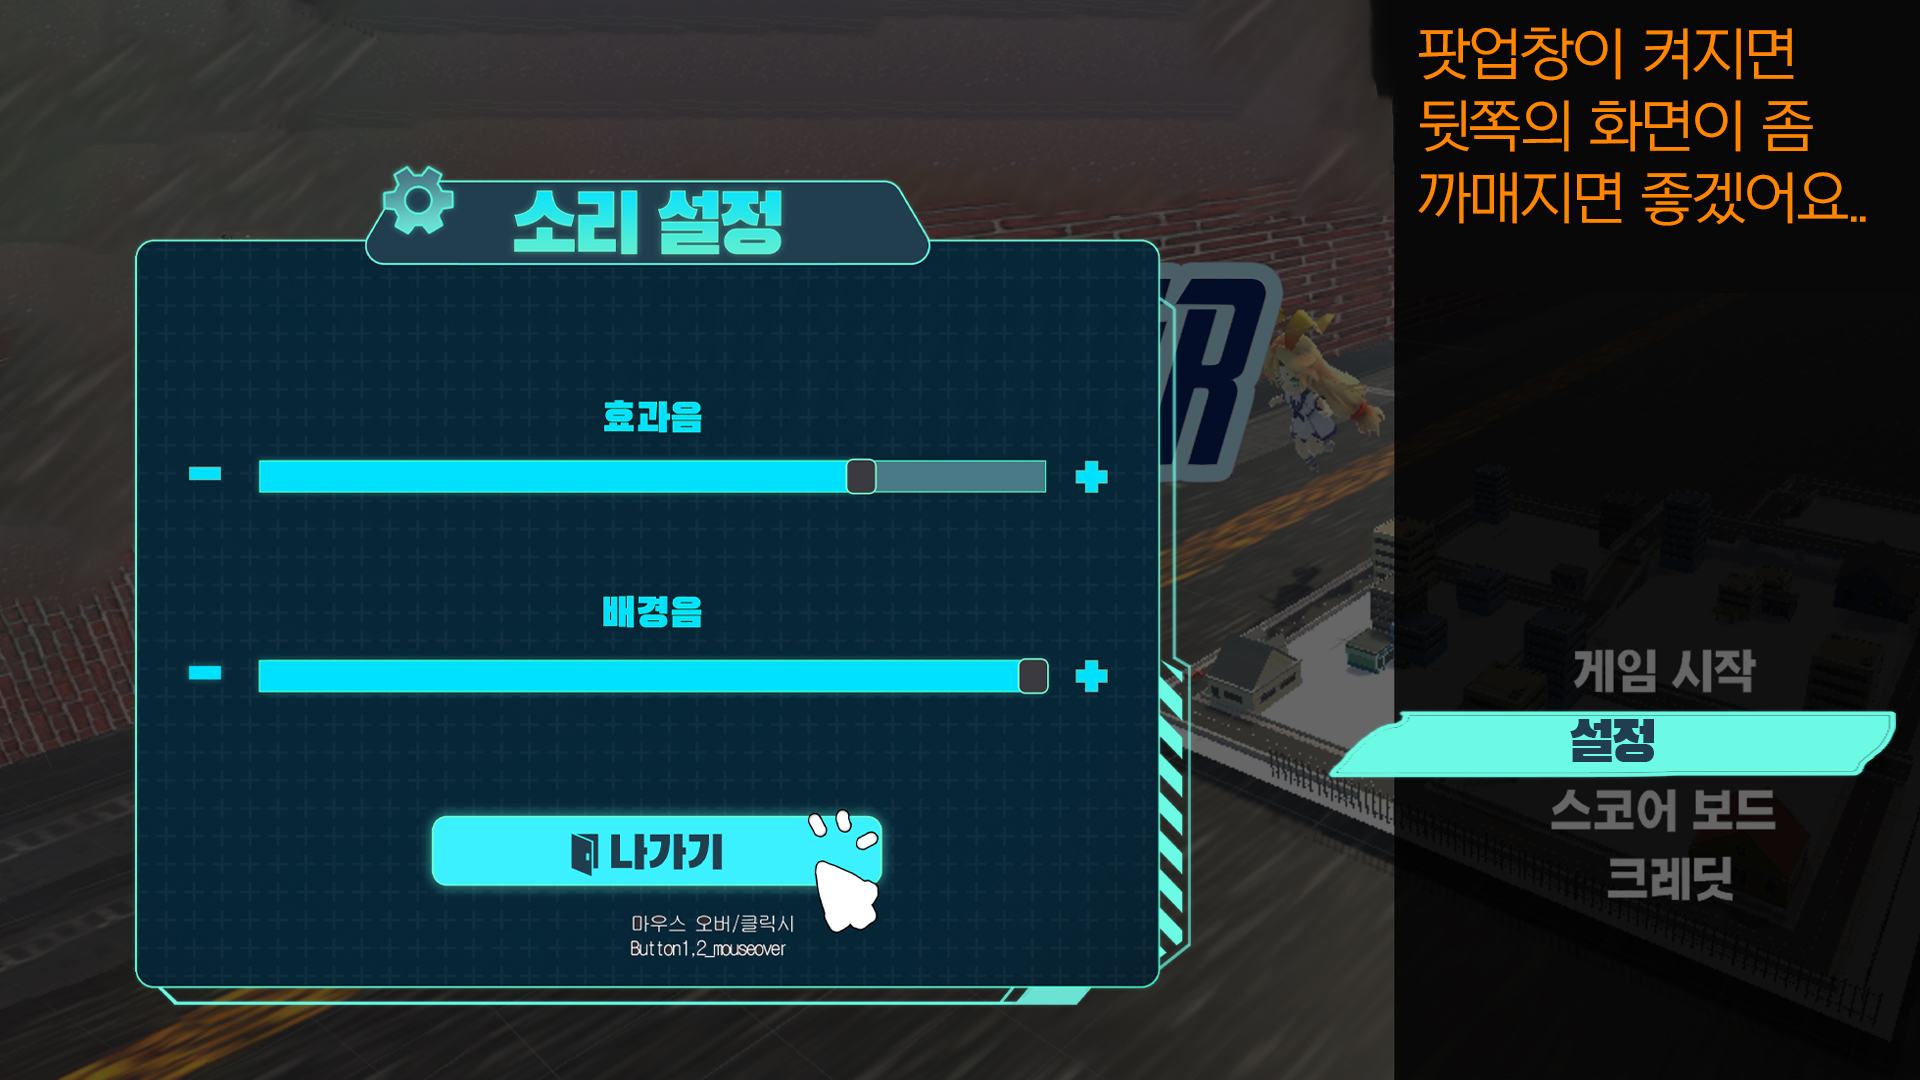 팟업창이 켜지면
뒷쪽의 화면이 좀
까매지면 좋겠어요..
소리 설정
효과음
배경음
나가기
마우스 오버/클릭시
Button1,2_mouseover
R
게임 시작
설정
스코어 보드
크레딧